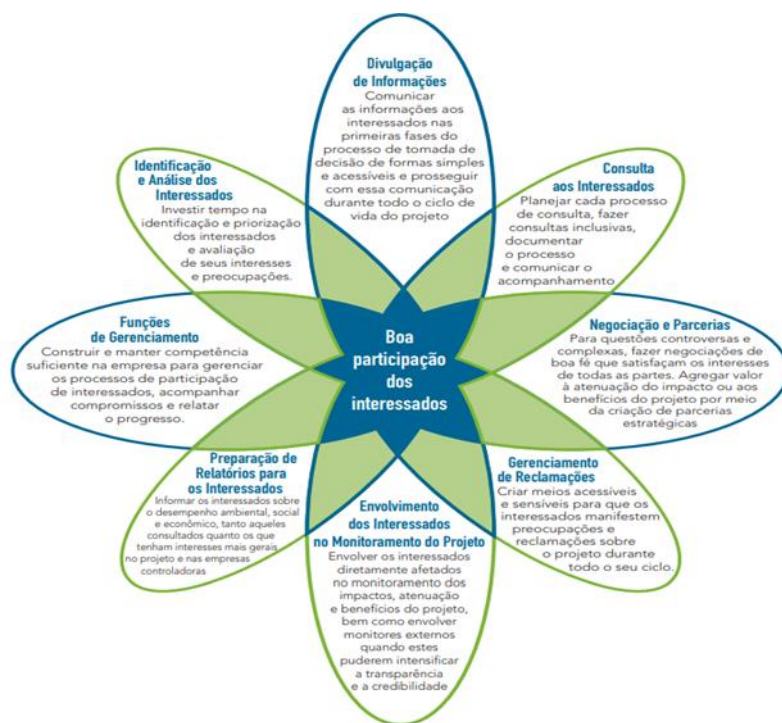 Divulgação
de Informações
Comunicar
as informações aos
interessados nas
primeiras fases do
processo de tomada de
decisão de formas simples
e acessíveis e prosseguir
com essa comunicação
durante todo o ciclo de
vida do projeto
Identificação
e Análise dos
Interessados
Investir tempo na
identificação e priorização
dos interessados
e avaliação
de seus interesses
e preocupações.
Consulta
aos Interessados
Planejar cada processo
de consulta, fazer
consultas inclusivas,
documentar
o processo
e comunicar o
acompanhamento
Funções
de Gerenciamento
Construir e manter competência
suficiente na empresa para gerenciar
os processos de participação
de interessados, acompanhar
compromissos e relatar
o progresso.
Boa
participação
dos
interessados
Negociação e Parcerias
Para questões controversas e
complexas, fazer negociações de
boa fé que satisfaçam os interesses
de todas as partes. Agregar valor
à atenuação do impacto ou aos
benefícios do projeto por meio
da criação de parcerias
estratégicas
Preparação de
Relatórios para
os Interessados
Informar os interessados sobre
o desempenho ambiental, social
e econômico, tanto aqueles
consultados quanto os que
tenham interesses mais gerais
no projeto e nas empresas
controladoras
Envolvimento
dos Interessados
no Monitoramento do Projeto
Envolver os interessados
diretamente afetados
no monitoramento dos
impactos, atenuação
e benefícios do projeto,
bem como envolver
monitores externos
quando estes
puderem intensificar
a transparência
e a credibilidade
Gerenciamento
de Reclamações
Criar meios acessíveis
e sensíveis para que os
interessados manifestem
preocupações e
reclamações sobre
o projeto durante
todo o seu ciclo.